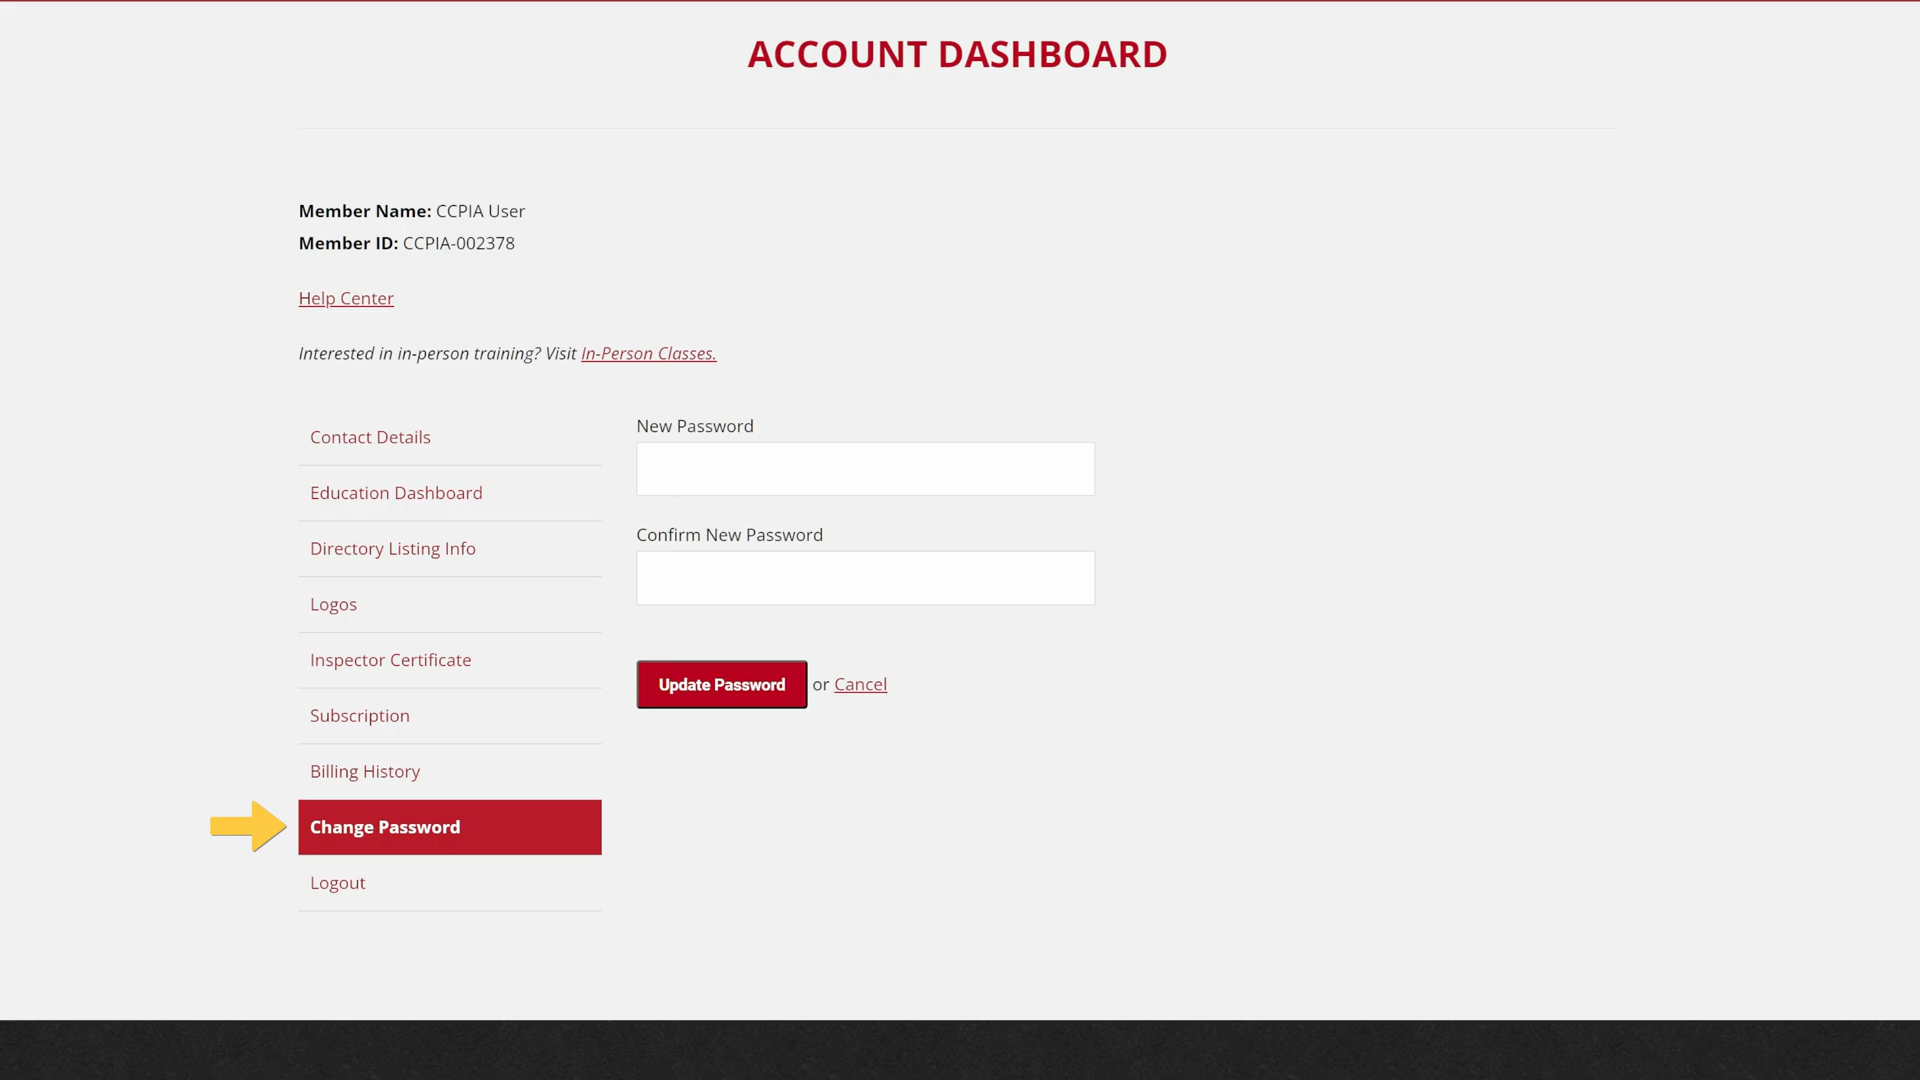 ACCOUNT DASHBOARD
Member Name: CCPIA User
Member ID: CCPIA-002378
Help Center
Interested in in-person training? Visit In-Person Classes.
Contact Details
Education Dashboard
Directory Listing Info
Logos
Inspector Certificate
Subscription
Billing History
Change Password
Logout
New Password
Confirm New Password
Update Password or Cancel